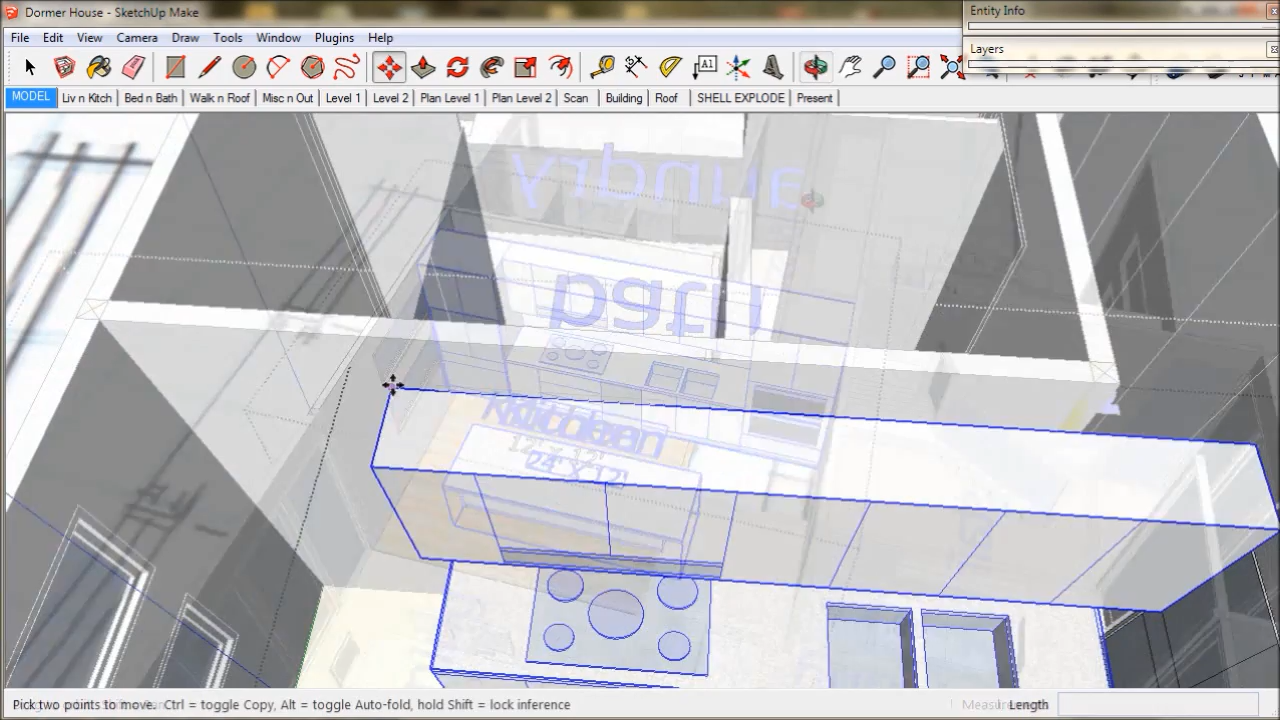 Dormer House - SketchUp Make
Entity Info
File Edit View Camera Draw Tools Window Plugins Help
Layers
A1
MODEL Liv n Kitch Bed n Bath Walk n Roof Misc n Out Level 1 Level 2 Plan Level 1 Plan Level 2 Scan Building Roof SHELL EXPLODE Present
24' X 12'
Pick two points to move. Ctrl = toggle Copy, Alt = toggle Auto-fold, hold Shift = lock inference
Length